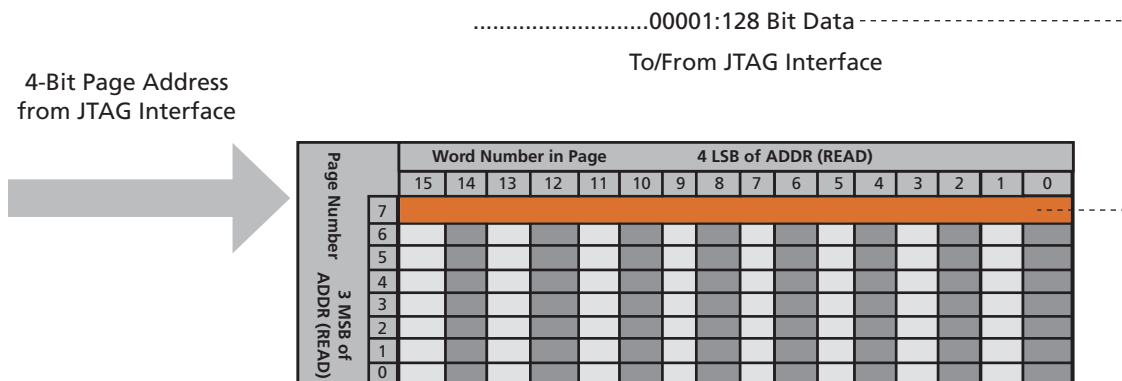 ..........................00001:128 Bit Data
To/From JTAG Interface
4-Bit Page Address
from JTAG Interface
Page Number
3 MSB of
ADDR (READ)
Word Number in Page 4 LSB of ADDR (READ)
15 14 13 12 11 10 9 8 7 6 5 4 3 2 1 0
7
6
5
4
3
2
1
0